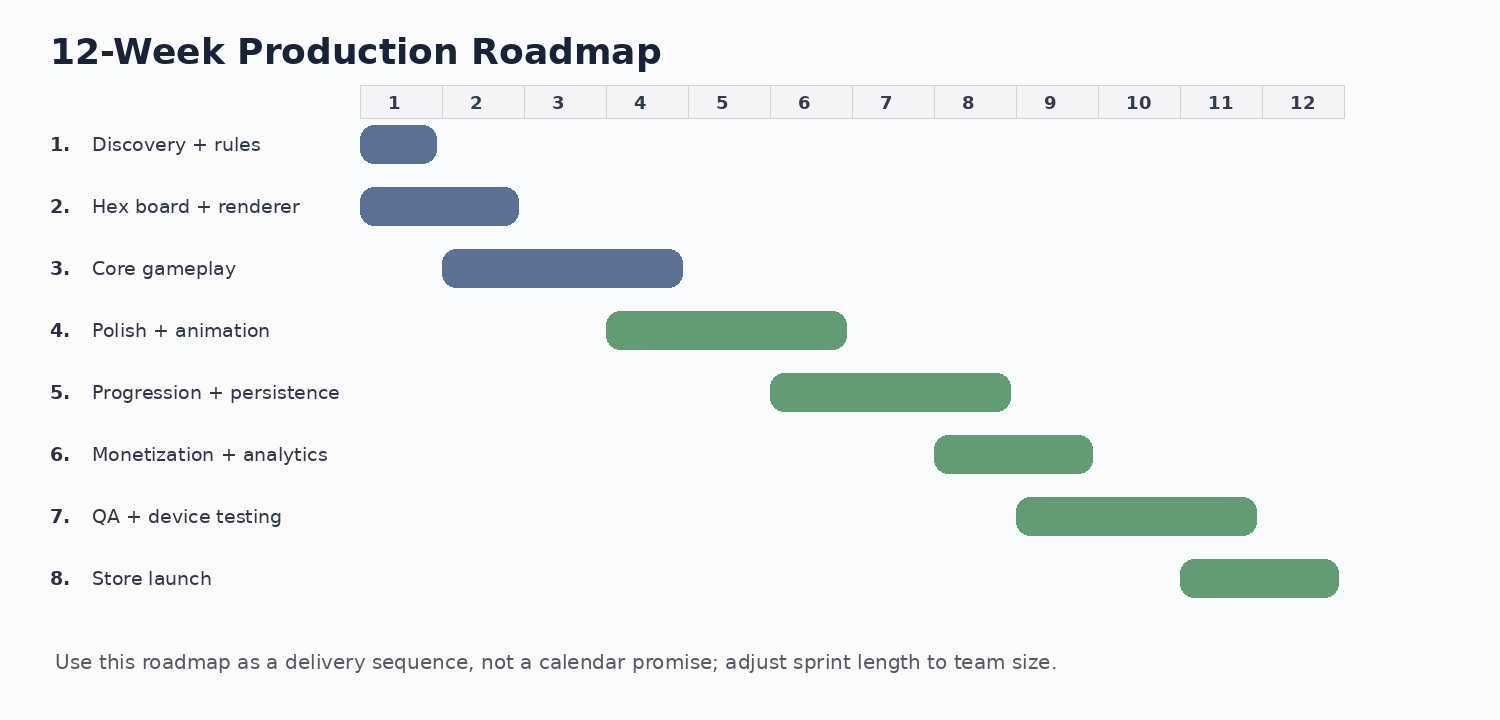 12-Week Production Roadmap
1 2 3 4 5 6 7 8 9 10 11 12
1. Discovery + rules
2. Hex board + renderer
3. Core gameplay
4. Polish + animation
5. Progression + persistence
6. Monetization + analytics
7. QA + device testing
8. Store launch
Use this roadmap as a delivery sequence, not a calendar promise; adjust sprint length to team size.